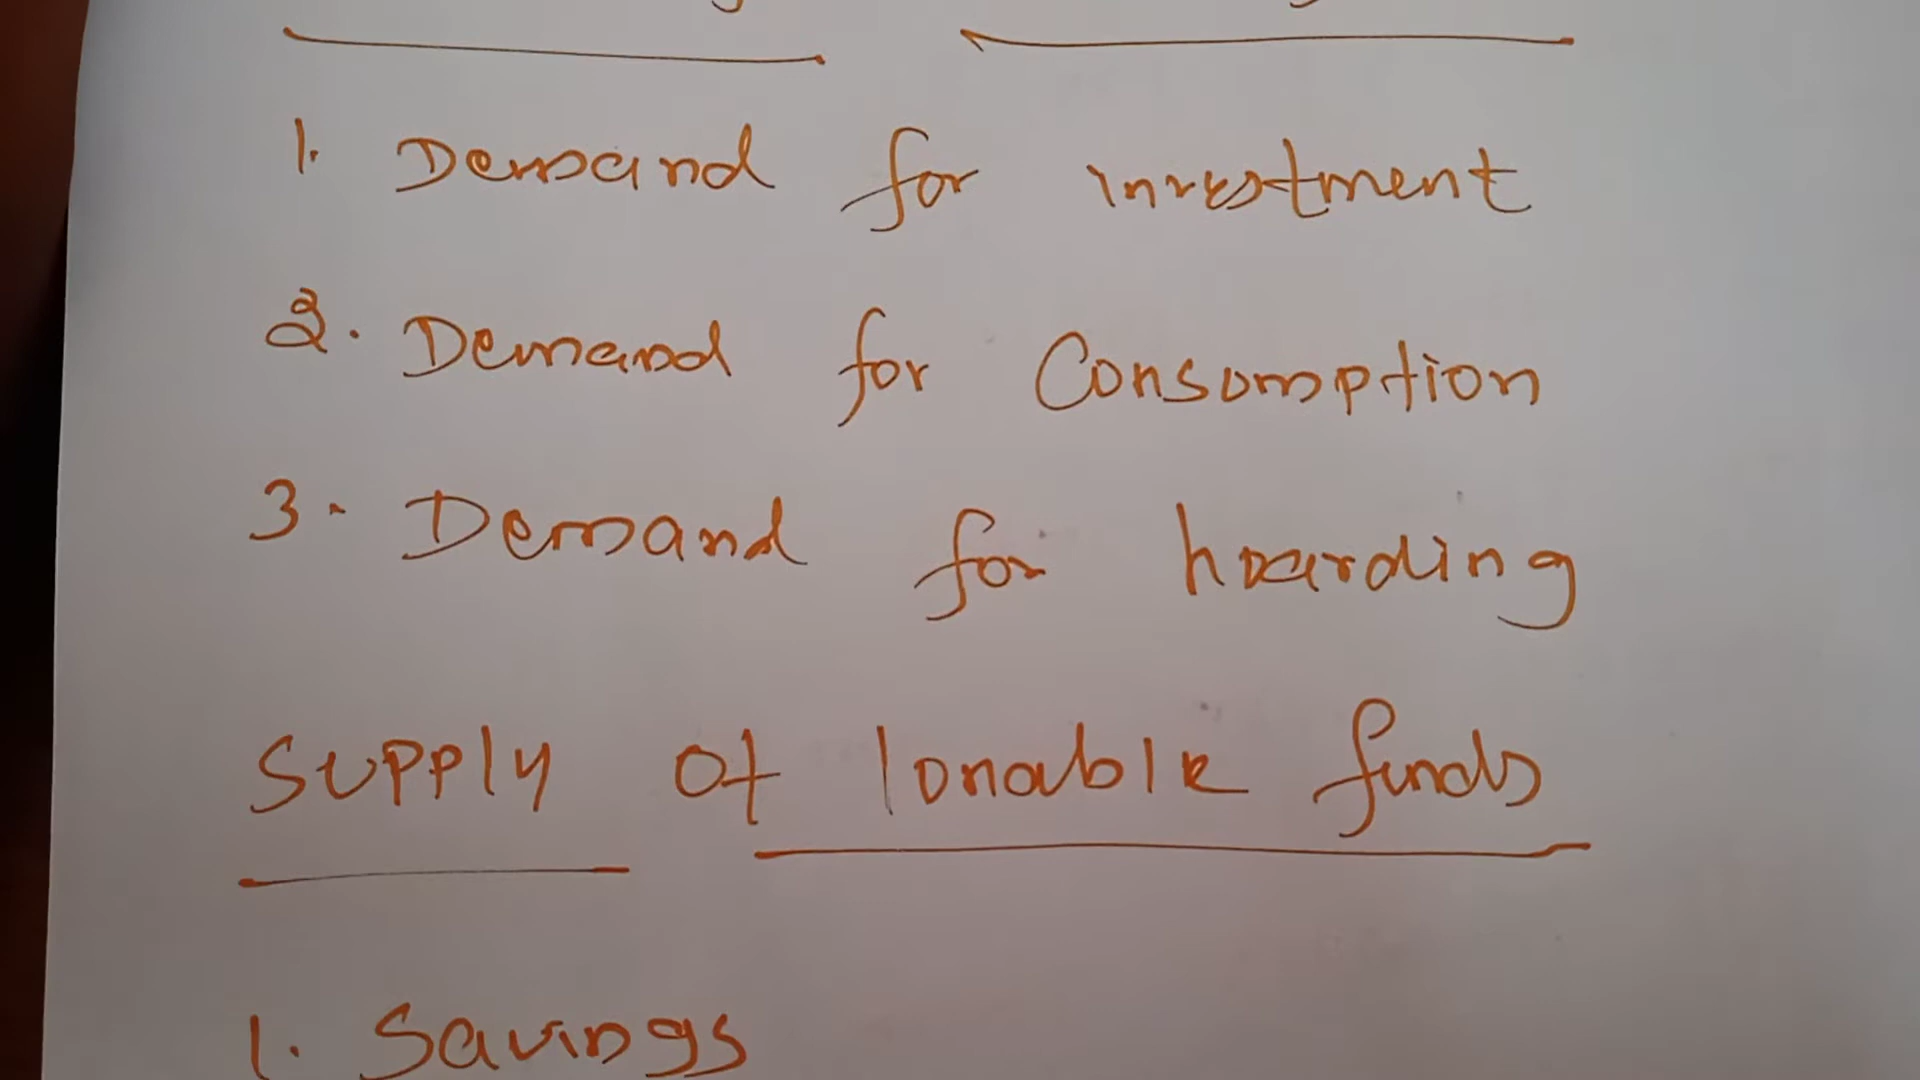 1. Demand for investment
2. Demand for Consumption
3. Demand for hoarding
Supply of lonable funds
1. Savings